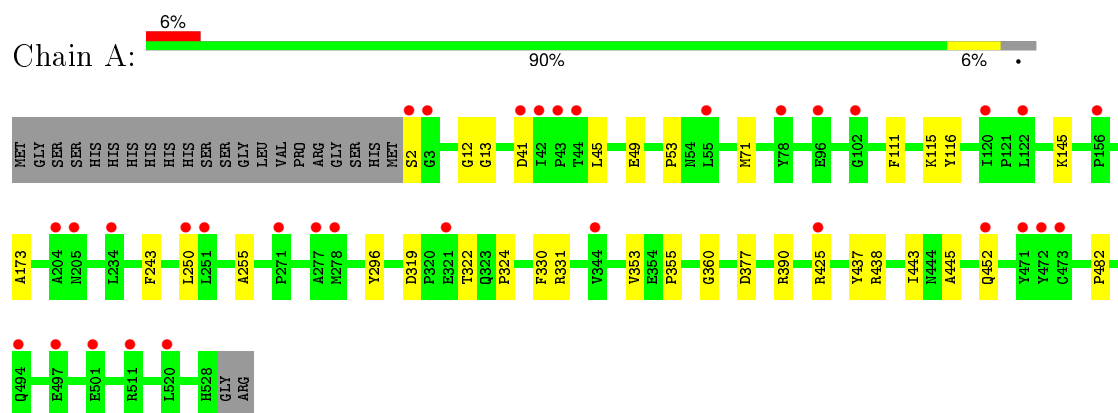 6%
Chain A:
90% 6% •
MET GLY SER SER HIS HIS HIS HIS HIS HIS SER SER GLY LEU VAL PRO ARG GLY SER HIS MET S2 G3 G12 G13 D41 I42 P43 T44 L45 E49 P53 N54 L55 M71 Y78 E96 G102 F111 K115 Y116 I120 P121 L122 K145 P156
A173 A204 N205 L234 F243 L250 L251 A255 P271 A277 M278 Y296 D319 P320 E321 T322 Q323 P324 F330 R331 V344 V353 E354 P355 G360 D377 R390 R425 Y437 R438 I443 N444 A445 Q452 Y471 Y472 C473 P482
Q494 E497 E501 R511 L520 H528 GLY ARG